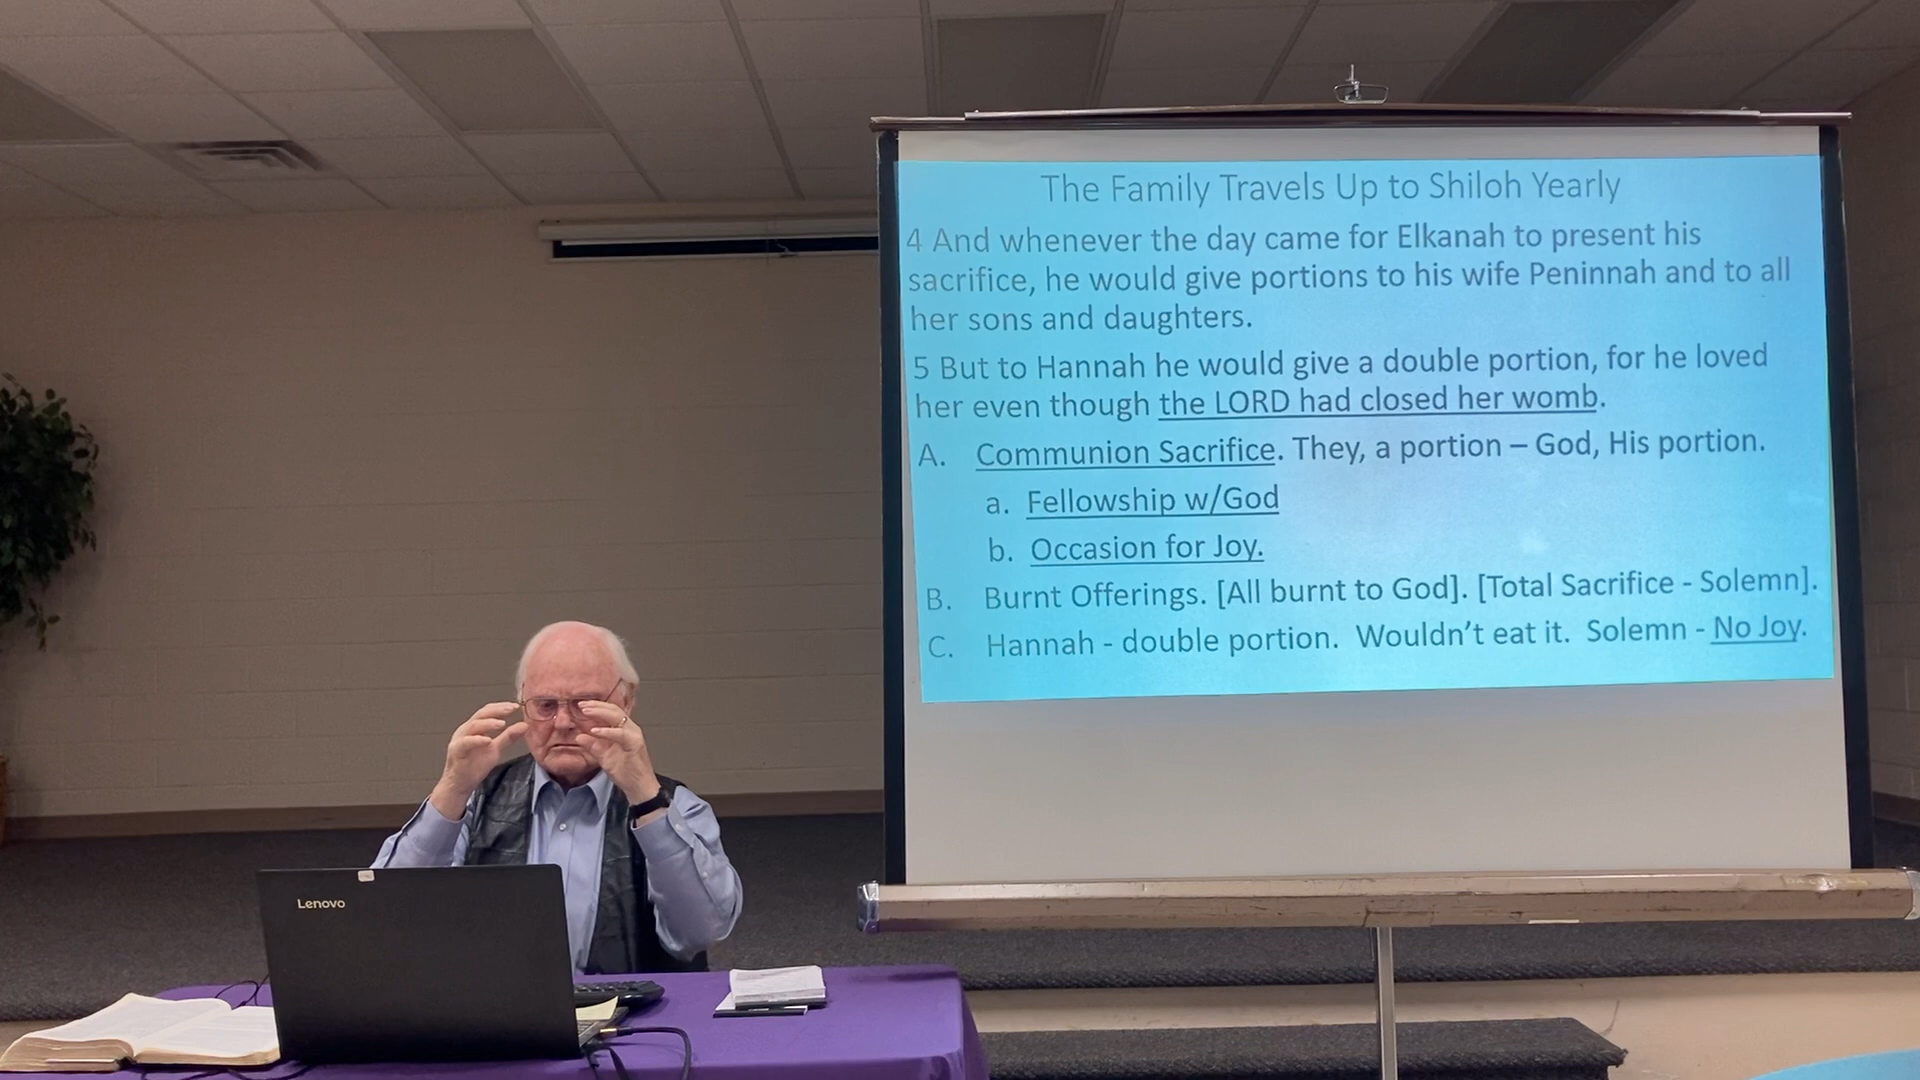 The Family Travels Up to Shiloh Yearly
4 And whenever the day came for Elkanah to present his
sacrifice, he would give portions to his wife Peninnah and to all
her sons and daughters.
5 But to Hannah he would give a double portion, for he loved
her even though the LORD had closed her womb.
A. Communion Sacrifice. They, a portion – God, His portion.
a. Fellowship w/God
b. Occasion for Joy.
B. Burnt Offerings. [All burnt to God]. [Total Sacrifice - Solemn].
C. Hannah - double portion. Wouldn't eat it. Solemn - No Joy.
Lenovo